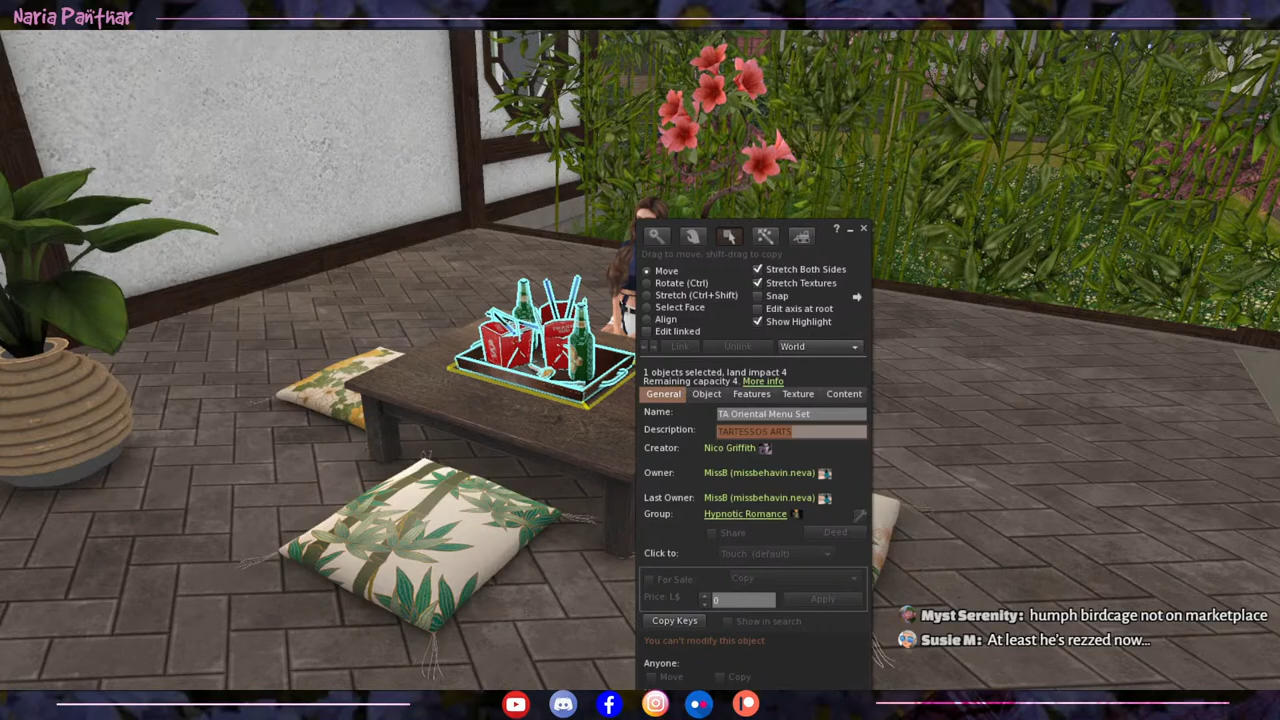 Naria Panthar
? _ ×
Drag to move, shift-drag to copy
Move
Rotate (Ctrl)
Stretch (Ctrl+Shift)
Select Face
Align
Edit linked
Stretch Both Sides
Stretch Textures
Snap
Edit axis at root
Show Highlight
Link
Unlink
World
1 objects selected, land impact 4
Remaining capacity 4. More info
General Object Features Texture Content
Name: TA Oriental Menu Set
Description: TARTESSOS ARTS
Creator: Nico Griffith
Owner: MissB (missbehavin.neva)
Last Owner: MissB (missbehavin.neva)
Group: Hypnotic Romance
Share Deed
Click to: Touch (default)
For Sale: Copy
Price: L$ 0 Apply
Copy Keys Show in search
You can't modify this object
Anyone:
Move Copy
Myst Serenity: humph birdcage not on marketplace
Susie M: At least he's rezzed now...